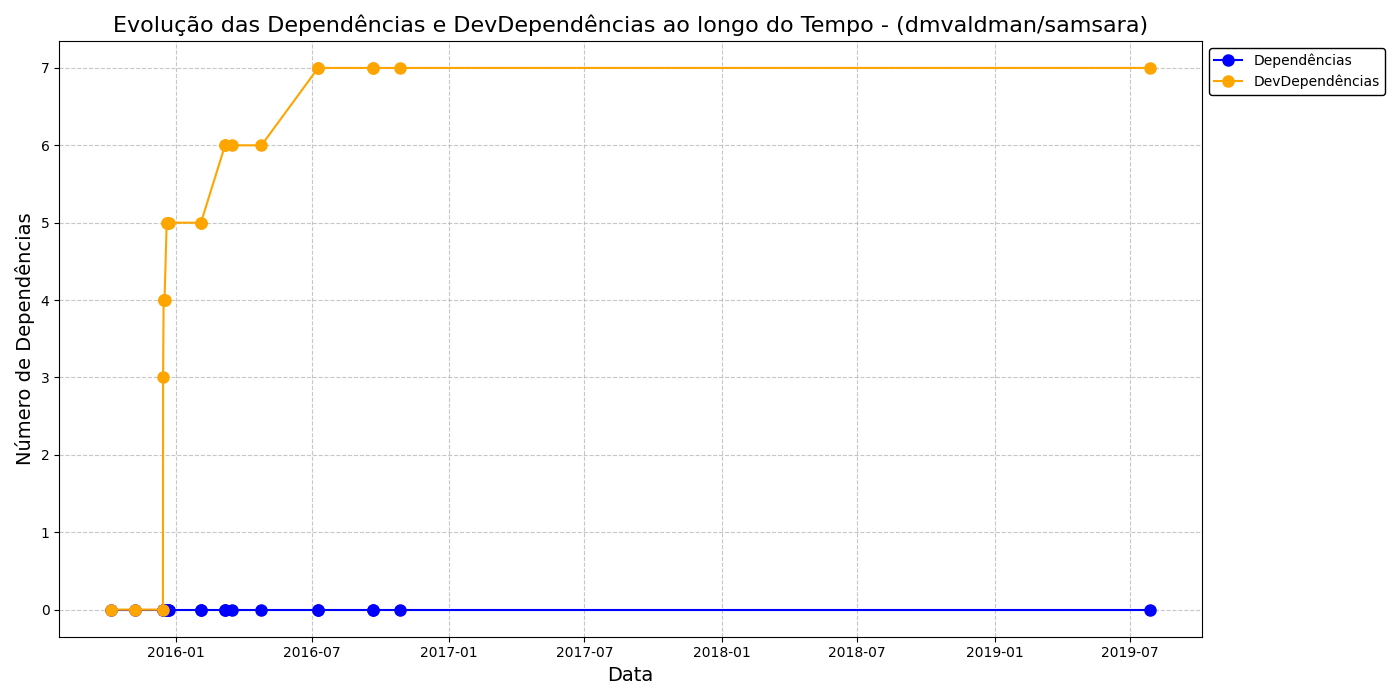 Evolução das Dependências e DevDependências ao longo do Tempo - (dmvaldman/samsara)
Dependências
DevDependências
Número de Dependências
7
6
5
4
3
2
1
0
2016-01 2016-07 2017-01 2017-07 2018-01 2018-07 2019-01 2019-07
Data